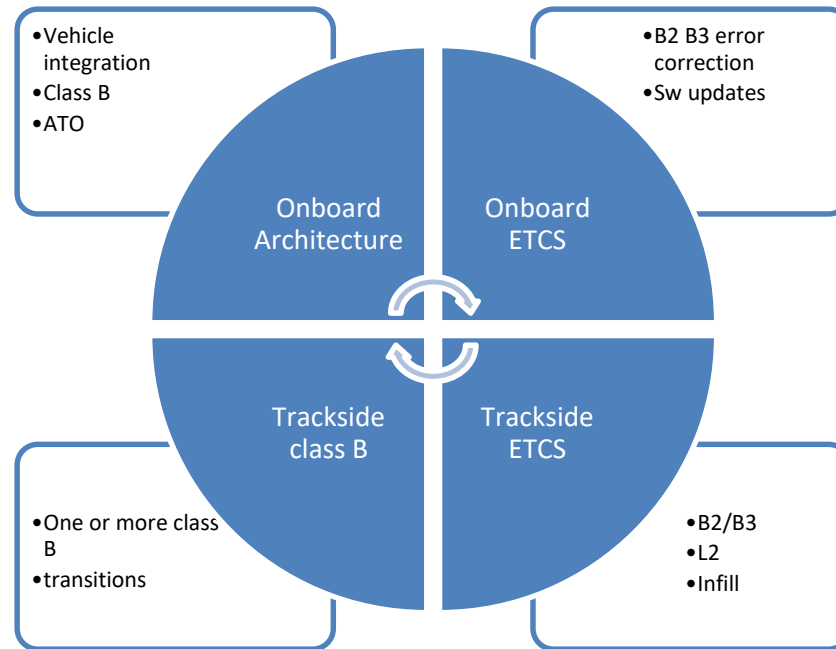 •Vehicle
integration
•Class B
•ATO
•B2 B3 error
correction
•Sw updates
Onboard
Architecture
Onboard
ETCS
Trackside
class B
Trackside
ETCS
•One or more class
B
•transitions
•B2/B3
•L2
•Infill